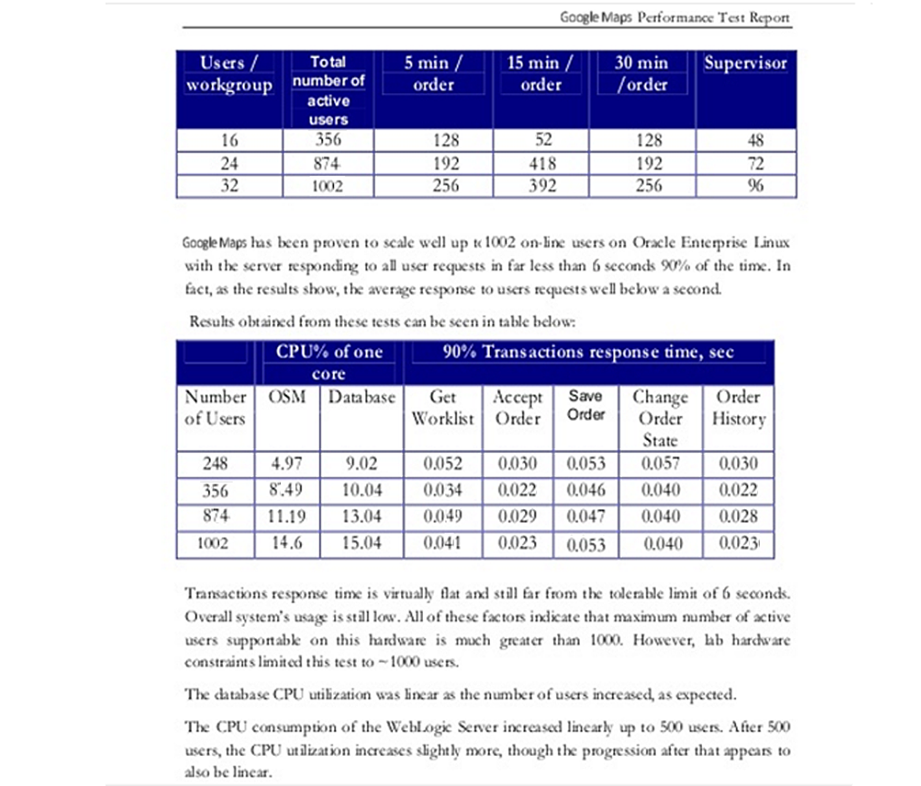 Google Maps Performance Test Report
Users / workgroup Total number of active users 5 min / order 15 min / order 30 min /order Supervisor
16 356 128 52 128 48
24 874 192 418 192 72
32 1002 256 392 256 96
Google Maps has been proven to scale well up to 1002 on-line users on Oracle Enterprise Linux
with the server responding to all user requests in far less than 6 seconds 90% of the time. In
fact, as the results show, the average response to users requests well below a second.
Results obtained from these tests can be seen in table below:
CPU% of one core 90% Transactions response time, sec
Number of Users OSM Database Get Worklist Accept Order Save Order Change Order State Order History
248 4.97 9.02 0.052 0.030 0.053 0.057 0.030
356 8.49 10.04 0.034 0.022 0.046 0.040 0.022
874 11.19 13.04 0.049 0.029 0.047 0.040 0.028
1002 14.6 15.04 0.041 0.023 0.053 0.040 0.023
Transactions response time is virtually flat and still far from the tolerable limit of 6 seconds.
Overall system's usage is still low. All of these factors indicate that maximum number of active
users supportable on this hardware is much greater than 1000. However, lab hardware
constraints limited this test to ~1000 users.
The database CPU utilization was linear as the number of users increased, as expected.
The CPU consumption of the WebLogic Server increased linearly up to 500 users. After 500
users, the CPU utilization increases slightly more, though the progression after that appears to
also be linear.